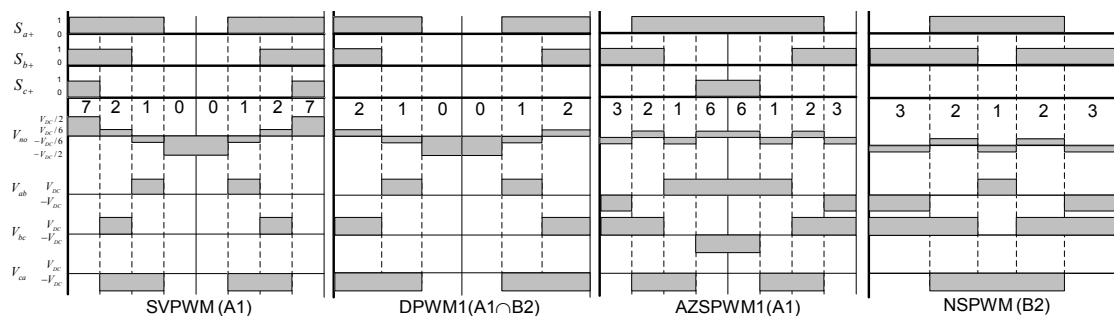 S_{a+} 1 0
S_{b+} 1 0
S_{c+} 1 0
7 2 1 0 0 1 2 7
2 1 0 0 1 2
3 2 1 6 6 1 2 3
3 2 1 2 3
V_{no} V_{DC}/2 V_{DC}/6 −V_{DC}/6 −V_{DC}/2
V_{ab} V_{DC} −V_{DC}
V_{bc} V_{DC} −V_{DC}
V_{ca} V_{DC} −V_{DC}
SVPWM (A1)
DPWM1(A1∩B2)
AZSPWM1(A1)
NSPWM (B2)